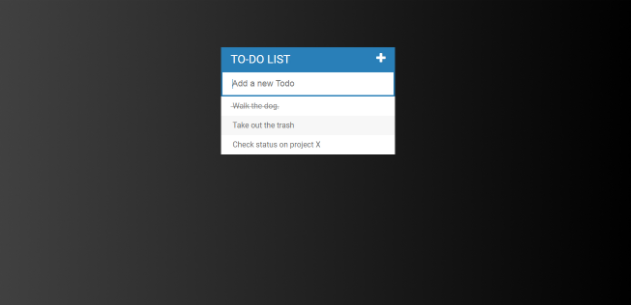 TO-DO LIST
Add a new Todo
Walk the dog
Take out the trash
Check status on project X